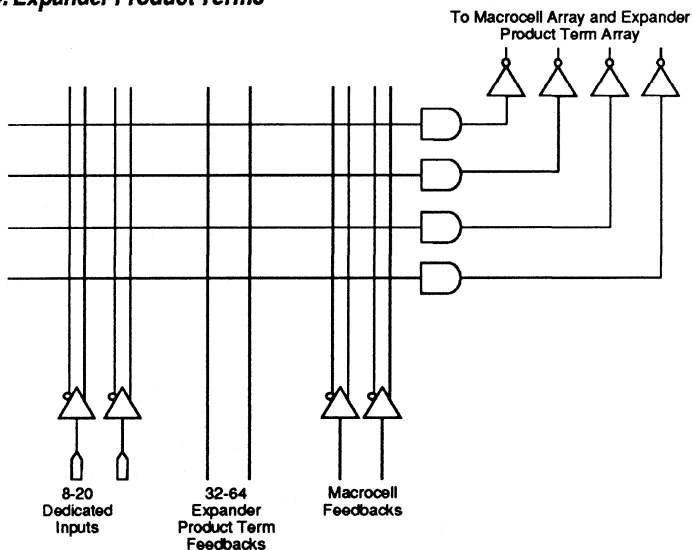 . Expander Product Terms
To Macrocell Array and Expander
Product Term Array
8-20
Dedicated
Inputs
32-64
Expander
Product Term
Feedbacks
Macrocell
Feedbacks